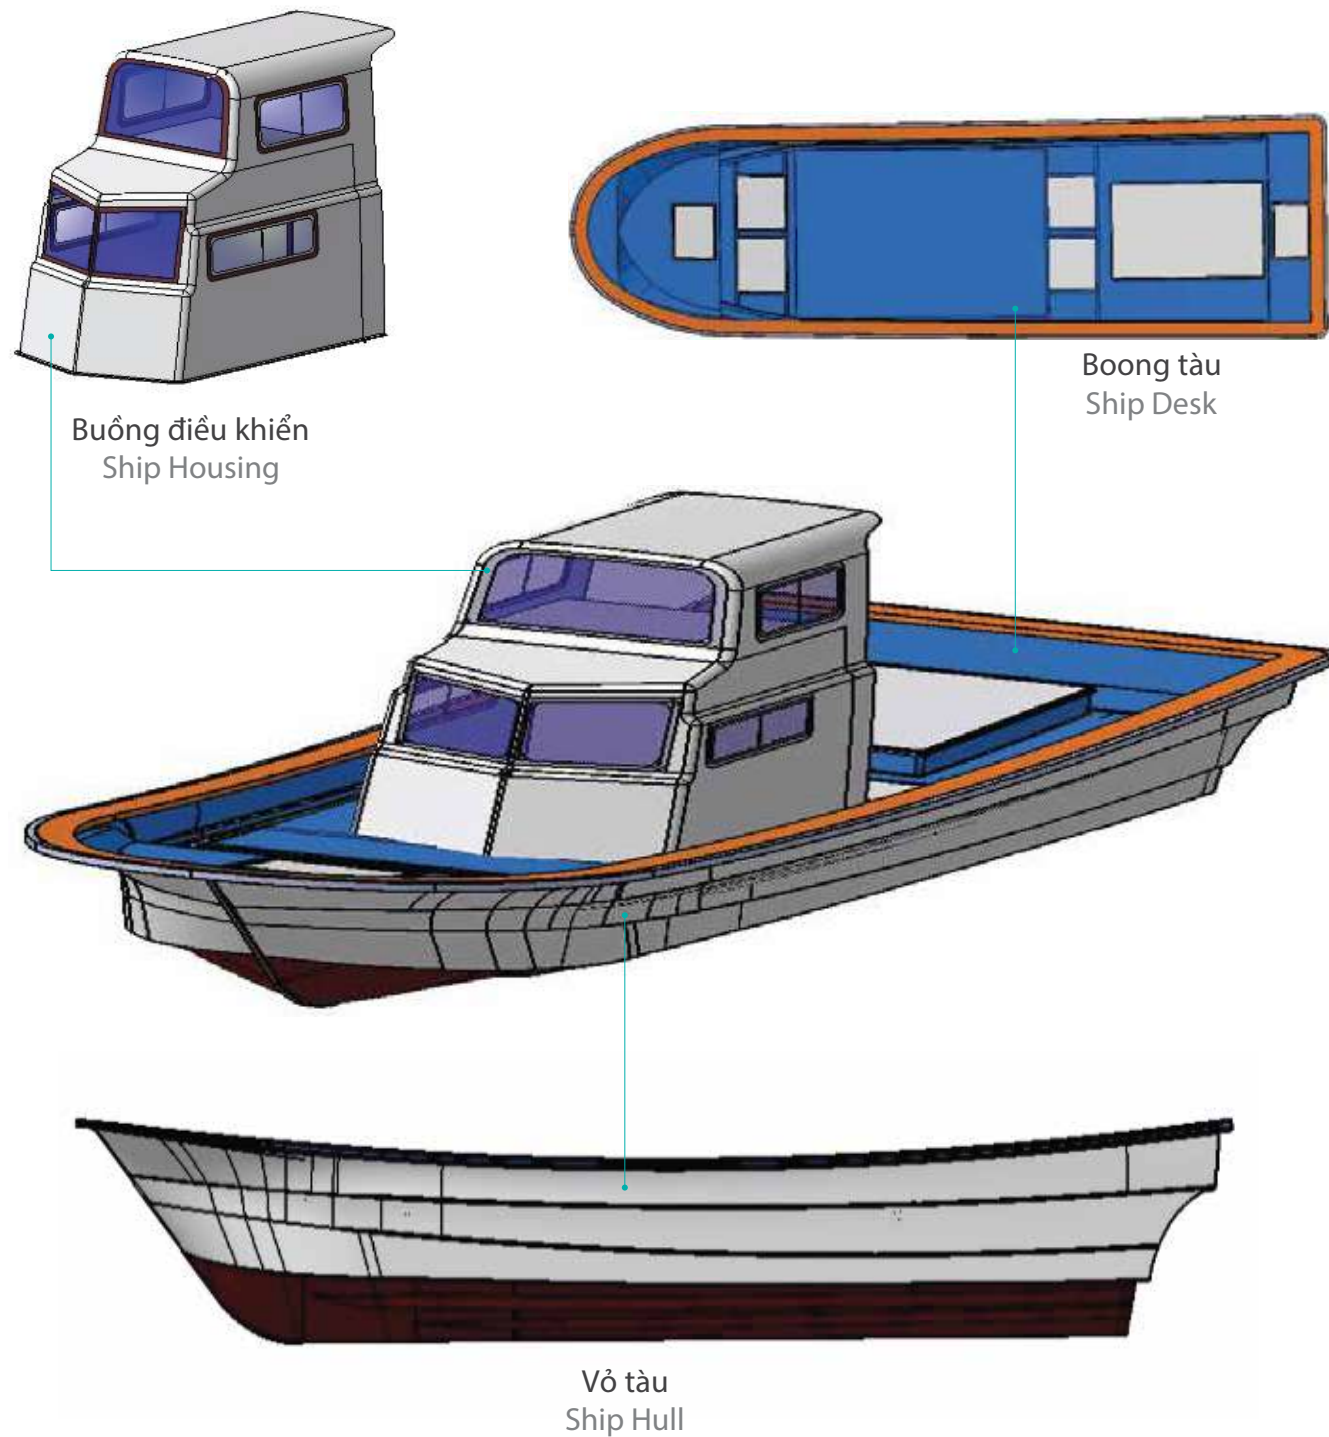 Boong tàu
Ship Desk
Buồng điều khiển
Ship Housing
Vỏ tàu
Ship Hull